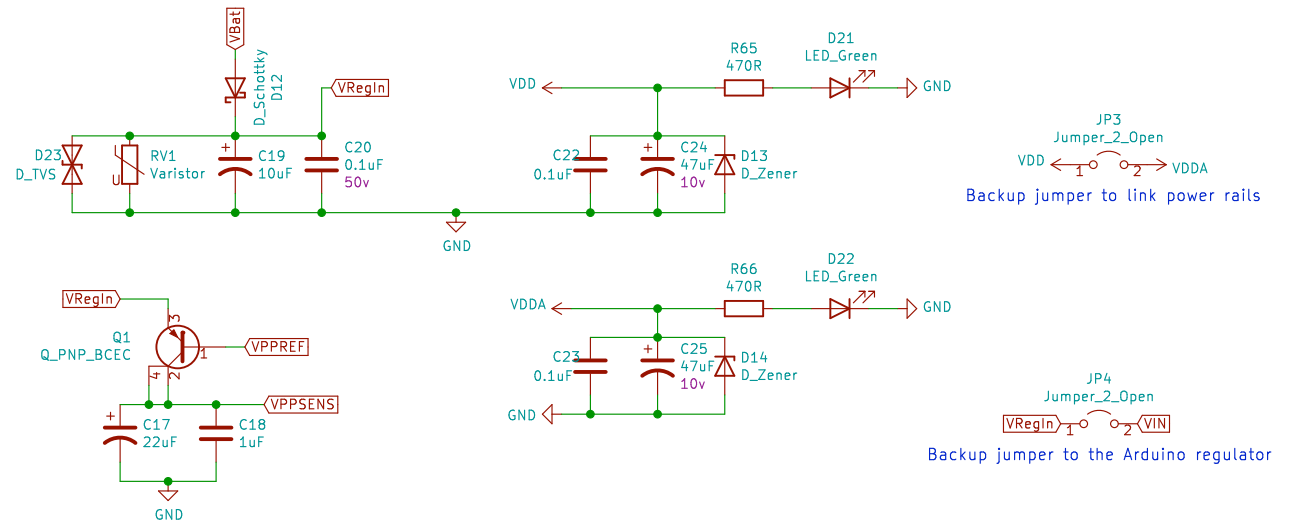 VBat
D_Schottky
D12
VRegIn
D23
D_TVS
RV1
Varistor
U
+
C19
10uF
C20
0.1uF
50v
GND
VDD
R65
470R
D21
LED_Green
GND
C22
0.1uF
+
C24
47uF
10v
D13
D_Zener
JP3
Jumper_2_Open
VDD
1
2
VDDA
Backup jumper to link power rails
VRegIn
3
Q1
Q_PNP_BCEC
1
VPPREF
4
2
VPPSENS
+
C17
22uF
C18
1uF
GND
VDDA
R66
470R
D22
LED_Green
GND
C23
0.1uF
+
C25
47uF
10v
D14
D_Zener
GND
JP4
Jumper_2_Open
VRegIn
1
2
VIN
Backup jumper to the Arduino regulator